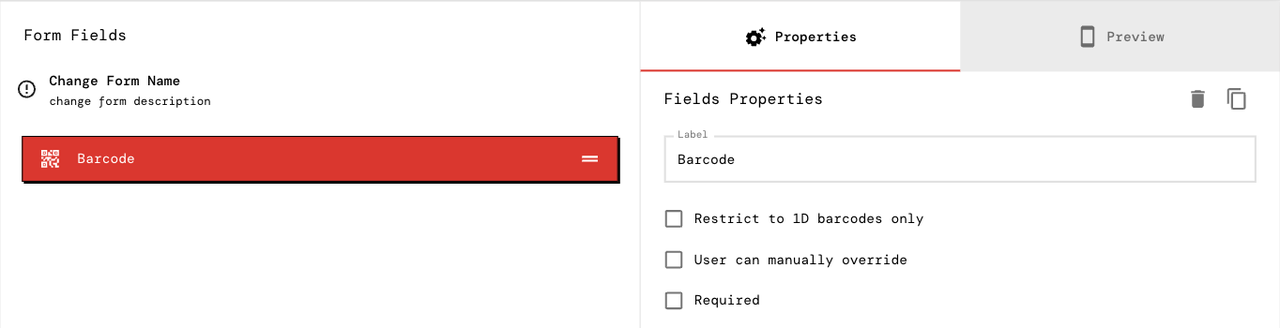 Form Fields
Change Form Name
change form description
Barcode
Properties
Preview
Fields Properties
Label
Barcode
Restrict to 1D barcodes only
User can manually override
Required